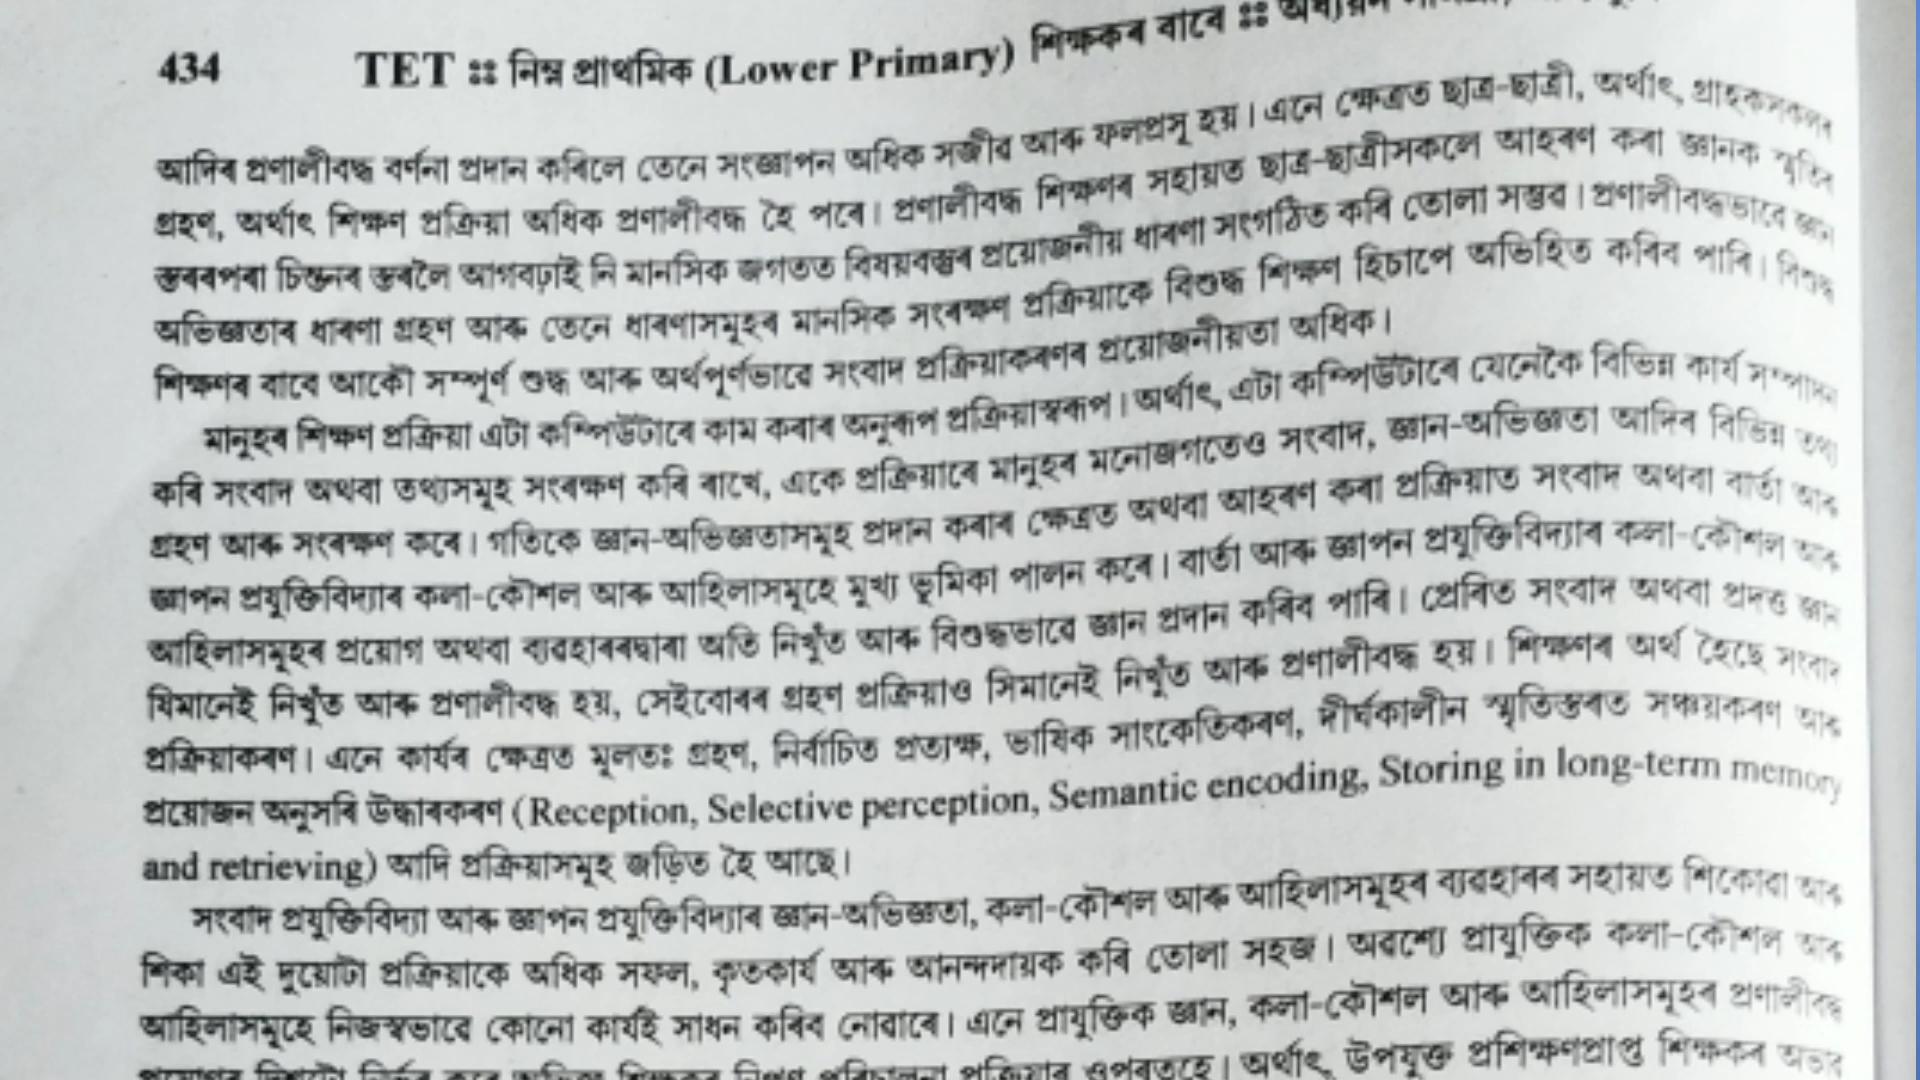 434 TET :: নিম্ন প্ৰাথমিক (Lower Primary) শিক্ষকৰ বাবে ::
আদিৰ প্ৰণালীবদ্ধ বৰ্ণনা প্ৰদান কৰিলে তেনে সংজ্ঞাপন অধিক সজীৱ আৰু ফলপ্ৰসূ হয়। এনে ক্ষেত্ৰত ছাত্ৰ-ছাত্ৰী, অৰ্থাৎ, গ্ৰাহকসকলৰ
গ্ৰহণ, অৰ্থাৎ শিক্ষণ প্ৰক্ৰিয়া অধিক প্ৰণালীবদ্ধ হৈ পৰে। প্ৰণালীবদ্ধ শিক্ষণৰ সহায়ত ছাত্ৰ-ছাত্ৰীসকলে আহৰণ কৰা জ্ঞানক স্মৃতিৰ
স্তৰৰপৰা চিন্তনৰ স্তৰলৈ আগবঢ়াই নি মানসিক জগতত বিষয়বস্তুৰ প্ৰয়োজনীয় ধাৰণা সংগঠিত কৰি তোলা সম্ভৱ। প্ৰণালীবদ্ধভাৱে জ্ঞান
অভিজ্ঞতাৰ ধাৰণা গ্ৰহণ আৰু তেনে ধাৰণাসমূহৰ মানসিক সংৰক্ষণ প্ৰক্ৰিয়াকে বিশুদ্ধ শিক্ষণ হিচাপে অভিহিত কৰিব পাৰি। বিশুদ্ধ
শিক্ষণৰ বাবে আকৌ সম্পূৰ্ণ শুদ্ধ আৰু অৰ্থপূৰ্ণভাৱে সংবাদ প্ৰক্ৰিয়াকৰণৰ প্ৰয়োজনীয়তা অধিক।
মানুহৰ শিক্ষণ প্ৰক্ৰিয়া এটা কম্পিউটাৰে কাম কৰাৰ অনুৰূপ প্ৰক্ৰিয়াস্বৰূপ। অৰ্থাৎ, এটা কম্পিউটাৰে যেনেকৈ বিভিন্ন কাৰ্য সম্পাদন
কৰি সংবাদ অথবা তথ্যসমূহ সংৰক্ষণ কৰি ৰাখে, একে প্ৰক্ৰিয়াৰে মানুহৰ মনোজগতেও সংবাদ, জ্ঞান-অভিজ্ঞতা আদিৰ বিভিন্ন তথ্য
গ্ৰহণ আৰু সংৰক্ষণ কৰে। গতিকে জ্ঞান-অভিজ্ঞতাসমূহ প্ৰদান কৰাৰ ক্ষেত্ৰত অথবা আহৰণ কৰা প্ৰক্ৰিয়াত সংবাদ অথবা বাৰ্তা আৰু
জ্ঞাপন প্ৰযুক্তিবিদ্যাৰ কলা-কৌশল আৰু আহিলাসমূহে মুখ্য ভূমিকা পালন কৰে। বাৰ্তা আৰু জ্ঞাপন প্ৰযুক্তিবিদ্যাৰ কলা-কৌশল আৰু
আহিলাসমূহৰ প্ৰয়োগ অথবা ব্যৱহাৰৰদ্বাৰা অতি নিখুঁত আৰু বিশুদ্ধভাৱে জ্ঞান প্ৰদান কৰিব পাৰি। প্ৰেৰিত সংবাদ অথবা প্ৰদত্ত জ্ঞান
যিমানেই নিখুঁত আৰু প্ৰণালীবদ্ধ হয়, সেইবোৰৰ গ্ৰহণ প্ৰক্ৰিয়াও সিমানেই নিখুঁত আৰু প্ৰণালীবদ্ধ হয়। শিক্ষণৰ অৰ্থ হৈছে সংবাদ
প্ৰক্ৰিয়াকৰণ। এনে কাৰ্যৰ ক্ষেত্ৰত মূলতঃ গ্ৰহণ, নিৰ্বাচিত প্ৰত্যক্ষ, ভাষিক সাংকেতিকৰণ, দীৰ্ঘকালীন স্মৃতিস্তৰত সঞ্চয়কৰণ আৰু
প্ৰয়োজন অনুসৰি উদ্ধাৰকৰণ (Reception, Selective perception, Semantic encoding, Storing in long-term memory
and retrieving) আদি প্ৰক্ৰিয়াসমূহ জড়িত হৈ আছে।
সংবাদ প্ৰযুক্তিবিদ্যা আৰু জ্ঞাপন প্ৰযুক্তিবিদ্যাৰ জ্ঞান-অভিজ্ঞতা, কলা-কৌশল আৰু আহিলাসমূহৰ ব্যৱহাৰৰ সহায়ত শিকোৱা আৰু
শিকা এই দুয়োটা প্ৰক্ৰিয়াকে অধিক সফল, কৃতকাৰ্য আৰু আনন্দদায়ক কৰি তোলা সহজ। অৱশ্যে প্ৰাযুক্তিক কলা-কৌশল আৰু
আহিলাসমূহে নিজস্বভাৱে কোনো কাৰ্যই সাধন কৰিব নোৱাৰে। এনে প্ৰাযুক্তিক জ্ঞান, কলা-কৌশল আৰু আহিলাসমূহৰ প্ৰণালীবদ্ধ
প্ৰক্ৰিয়াৰ ওপৰতহে। অৰ্থাৎ, উপযুক্ত প্ৰশিক্ষণপ্ৰাপ্ত শিক্ষকৰ অভাৱ